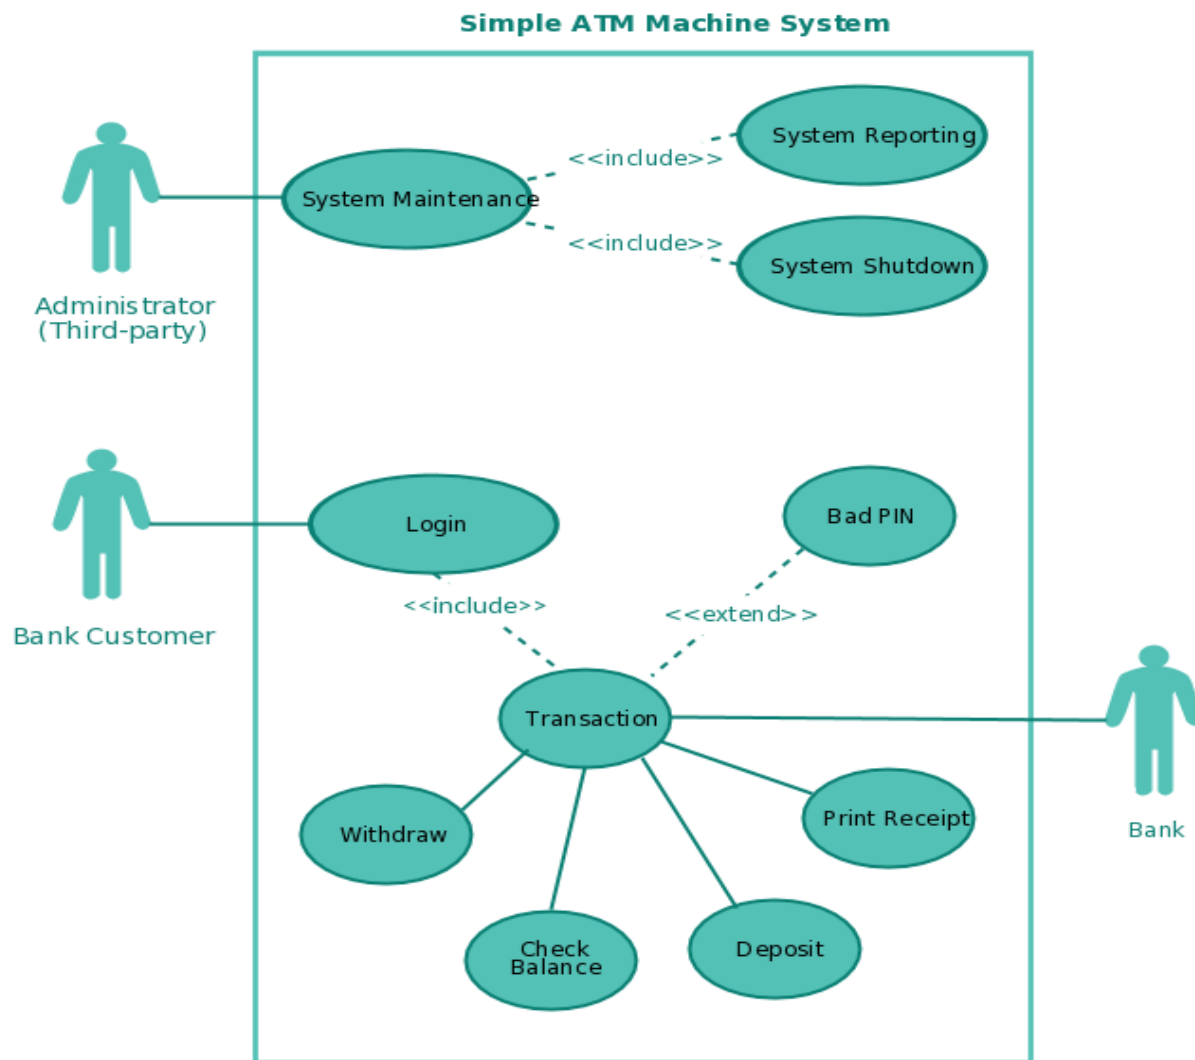 Simple ATM Machine System
System Reporting
<<include>>
System Maintenance
<<include>>
System Shutdown
Administrator
(Third-party)
Bad PIN
Login
<<include>>
<<extend>>
Bank Customer
Transaction
Print Receipt
Withdraw
Bank
Check
Balance
Deposit